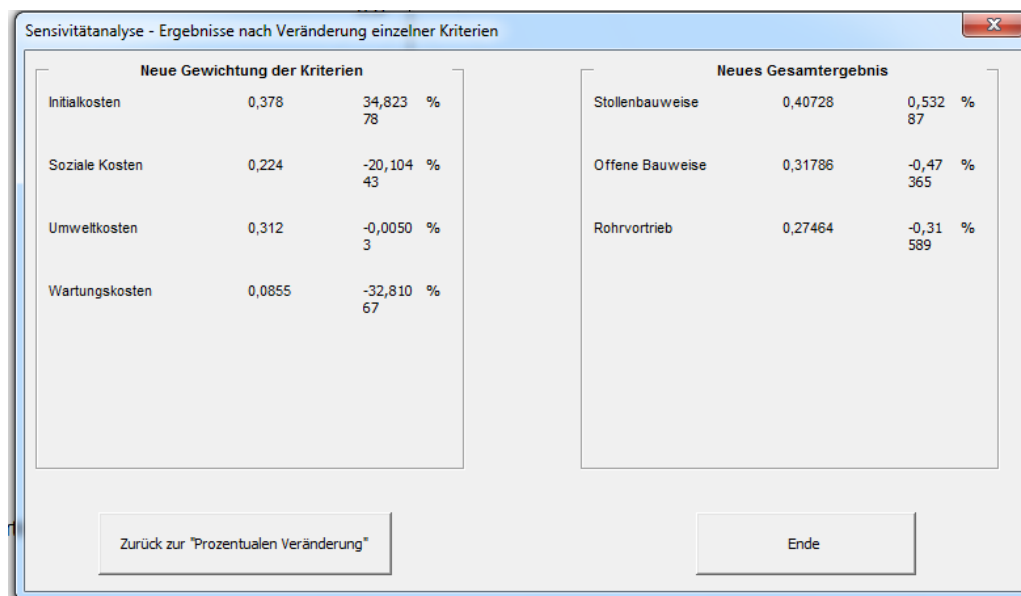 Sensivitätanalyse - Ergebnisse nach Veränderung einzelner Kriterien
Neue Gewichtung der Kriterien
Initialkosten 0,378 34,823 %
78
Soziale Kosten 0,224 -20,104 %
43
Umweltkosten 0,312 -0,0050 %
3
Wartungskosten 0,0855 -32,810 %
67
Neues Gesamtergebnis
Stollenbauweise 0,40728 0,532 %
87
Offene Bauweise 0,31786 -0,47 %
365
Rohrvortrieb 0,27464 -0,31 %
589
Zurück zur "Prozentualen Veränderung"
Ende